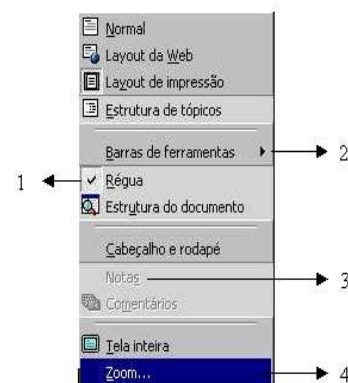 Normal
Layout da Web
Layout de impressão
Estrutura de tópicos
Barras de ferramentas
2
1
Régua
Estrutura do documento
Cabeçalho e rodapé
Notas
3
Comentários
Tela inteira
Zoom...
4